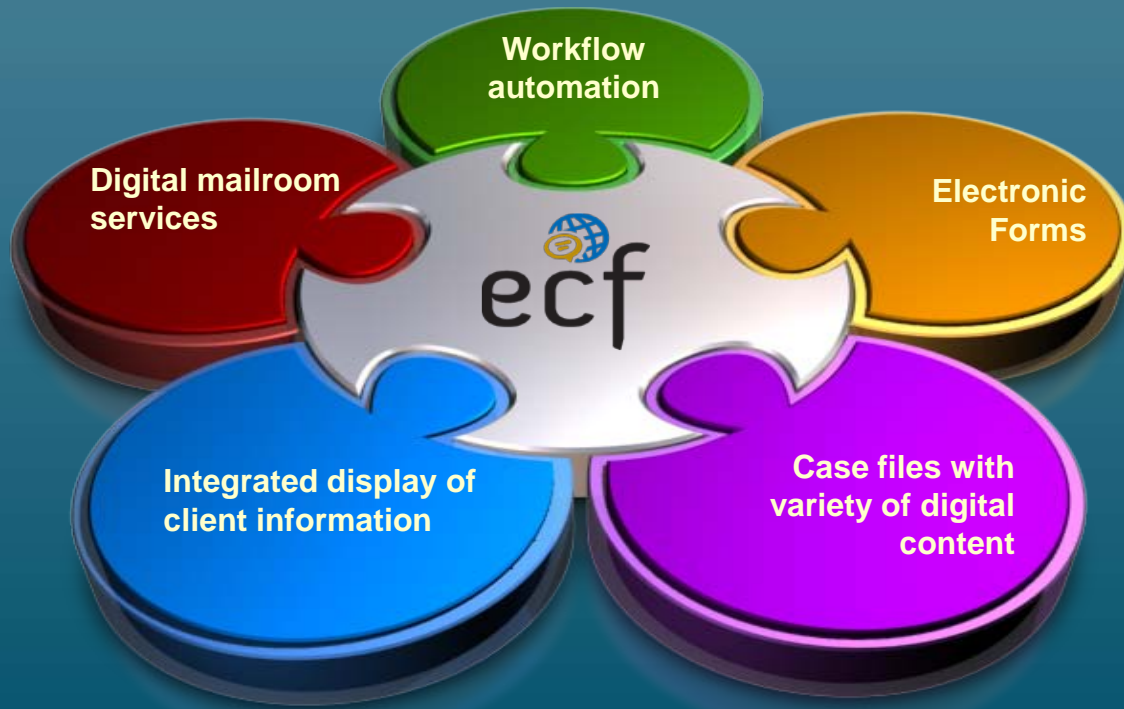 Workflow
automation
Digital mailroom
services
Electronic
Forms
ecf
Integrated display of
client information
Case files with
variety of digital
content